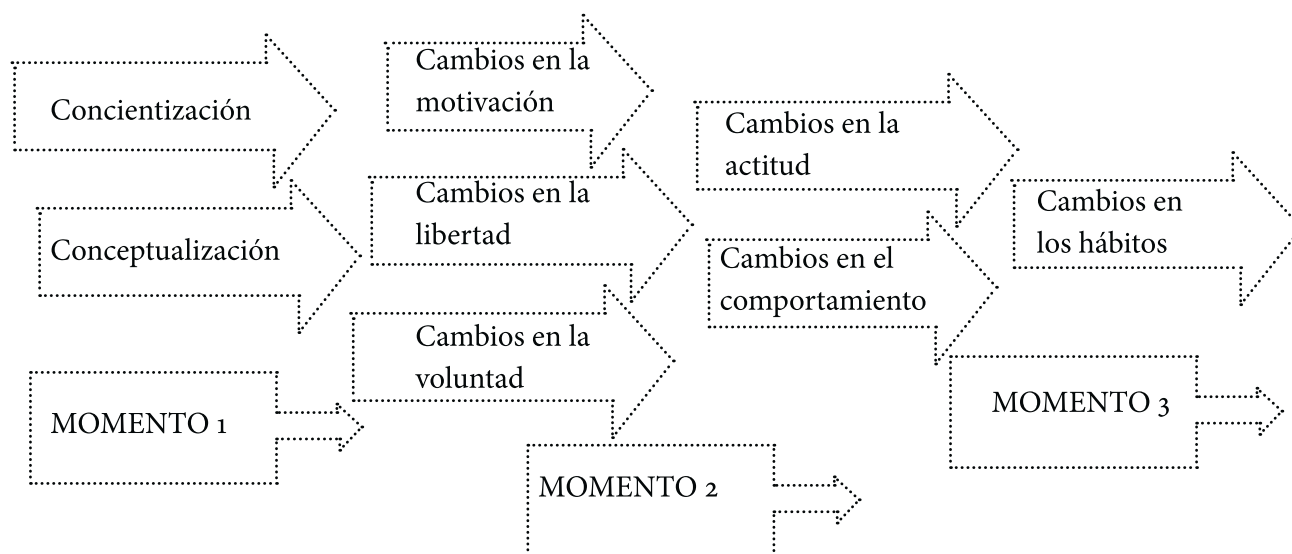 Concientización
Conceptualización
MOMENTO 1
Cambios en la
motivación
Cambios en la
libertad
Cambios en la
voluntad
MOMENTO 2
Cambios en la
actitud
Cambios en el
comportamiento
Cambios en
los hábitos
MOMENTO 3